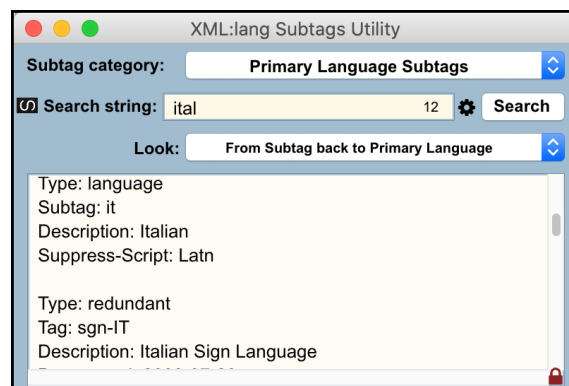 XML:lang Subtags Utility
Subtag category: Primary Language Subtags
Search string: ital 12 Search
Look: From Subtag back to Primary Language
Type: language
Subtag: it
Description: Italian
Suppress-Script: Latn
Type: redundant
Tag: sgn-IT
Description: Italian Sign Language